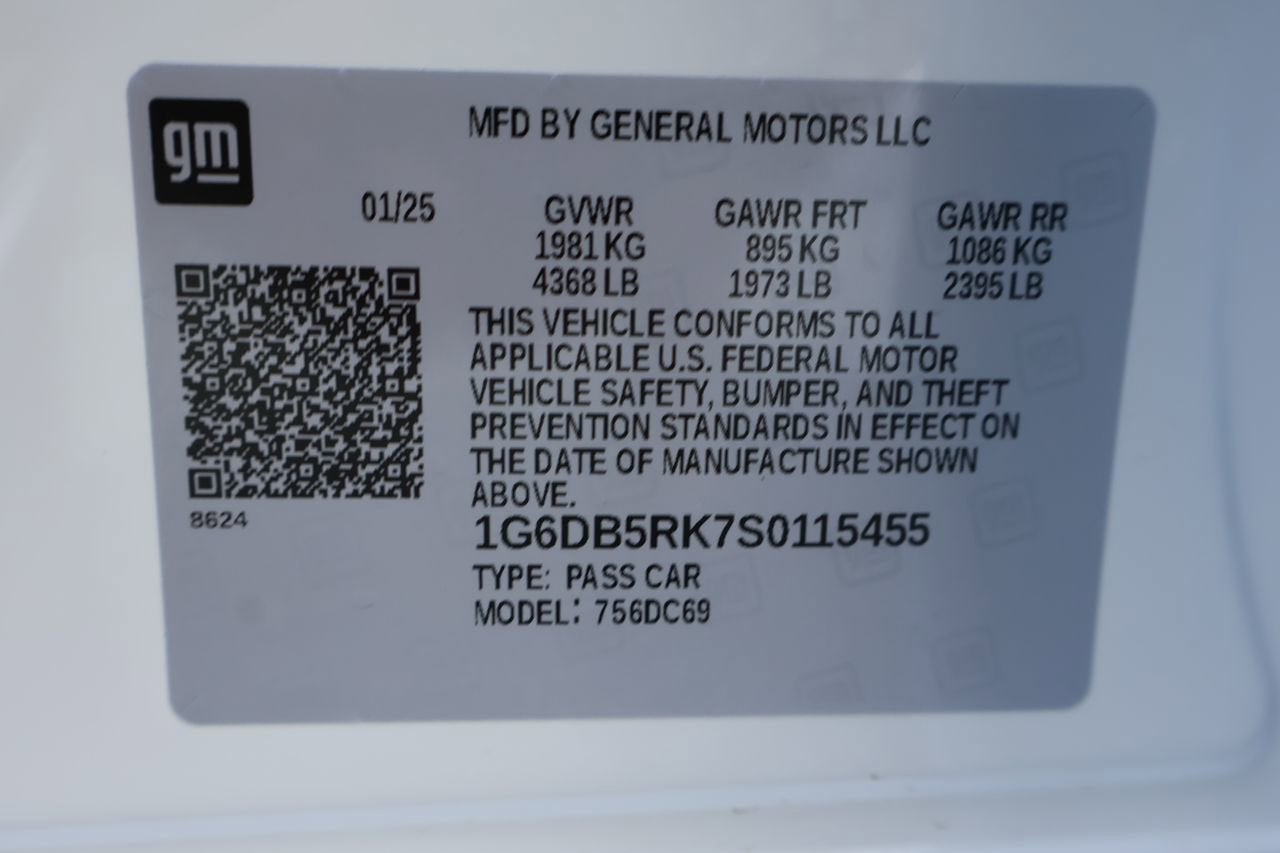 gm
MFD BY GENERAL MOTORS LLC
01/25 GVWR GAWR FRT GAWR RR
1981 KG 895 KG 1086 KG
4368 LB 1973 LB 2395 LB
THIS VEHICLE CONFORMS TO ALL
APPLICABLE U.S. FEDERAL MOTOR
VEHICLE SAFETY, BUMPER, AND THEFT
PREVENTION STANDARDS IN EFFECT ON
THE DATE OF MANUFACTURE SHOWN
ABOVE.
8624
1G6DB5RK7S0115455
TYPE: PASS CAR
MODEL: 756DC69